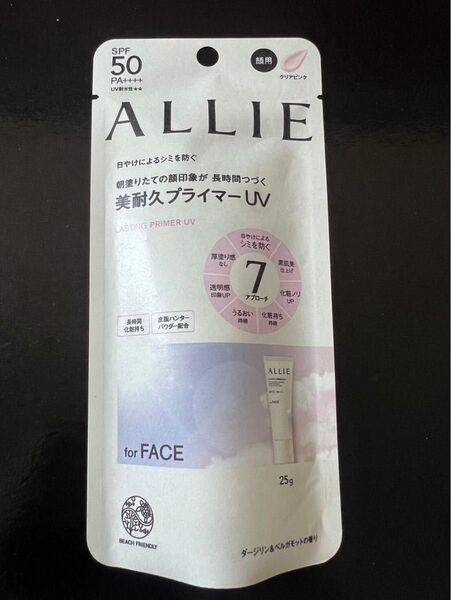 SPF
50
PA++++
UV耐水性★★
顔用
クリアピンク
ALLIE
日やけによるシミを防ぐ
朝塗りたての顔印象が 長時間つづく
美耐久プライマーUV
LASTING PRIMER UV
日やけによる
シミを防ぐ
素肌美
仕上げ
化粧ノリ
UP
化粧持ち
持続
うるおい
持続
透明感
印象UP
厚塗り感
なし
7
アプローチ
長時間
化粧持ち
皮脂ハンター
パウダー配合
ALLIE
for FACE
25g
BEACH FRIENDLY
ダージリン&ベルガモットの香り